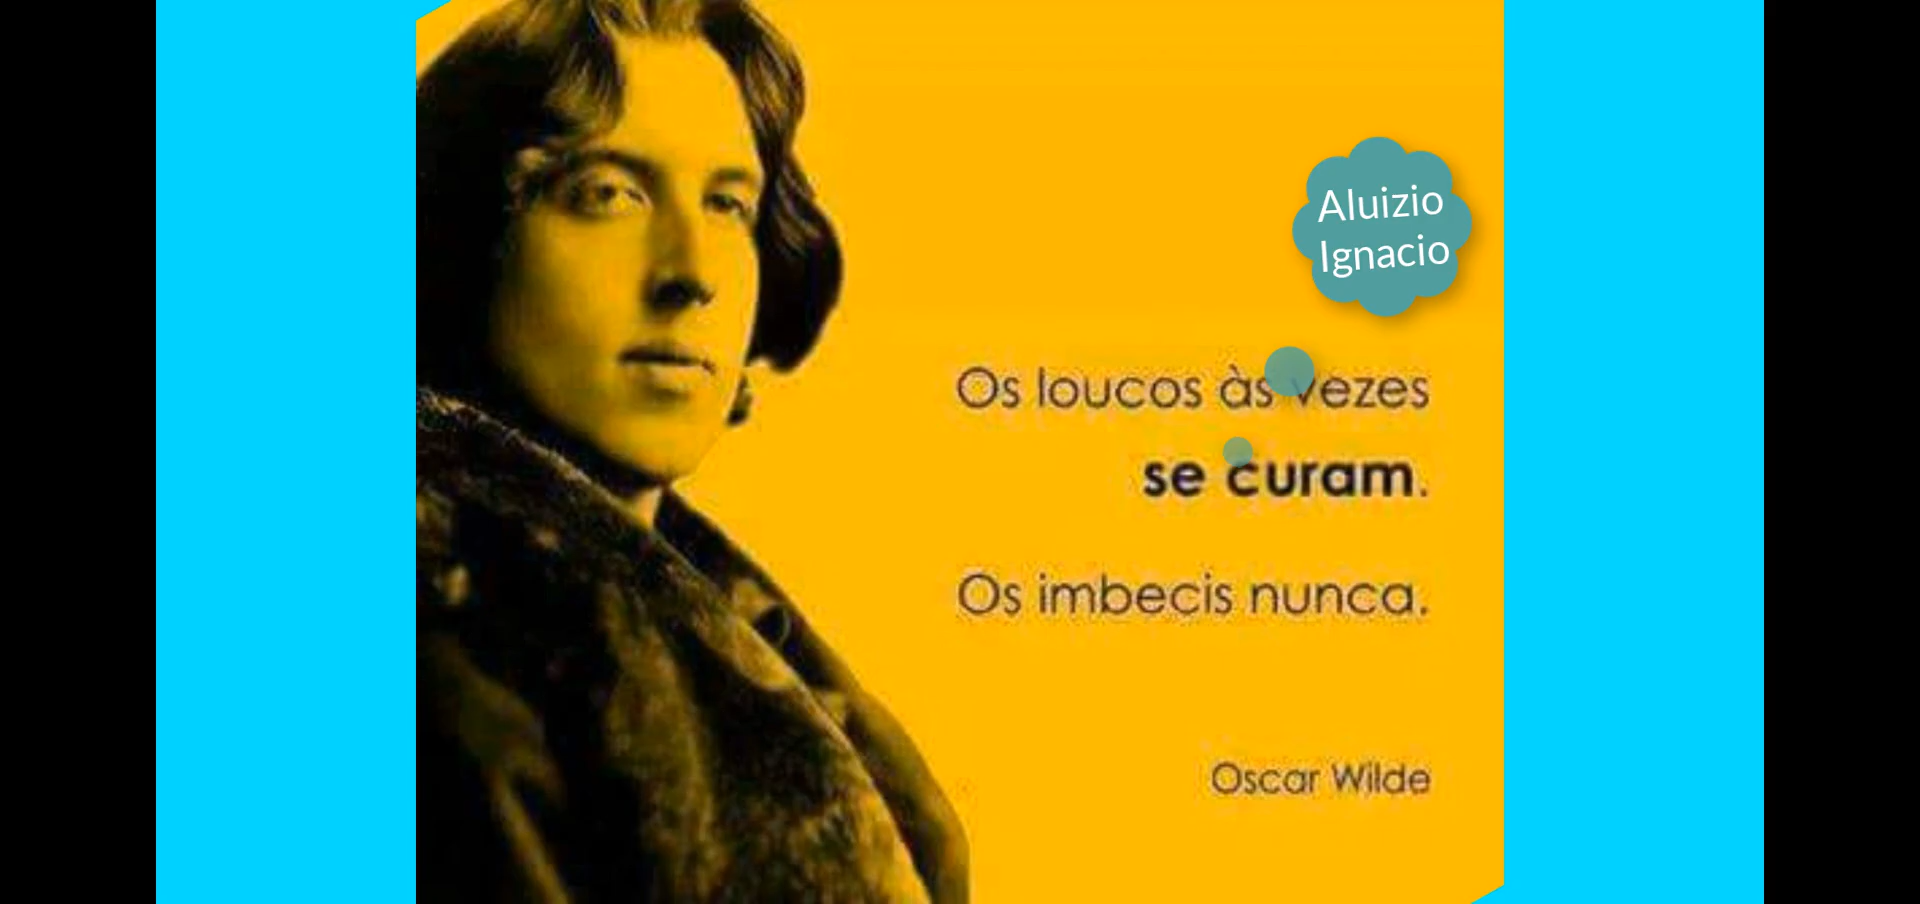 Aluizio
Ignacio
Os loucos às vezes
se curam.
Os imbecis nunca.
Oscar Wilde